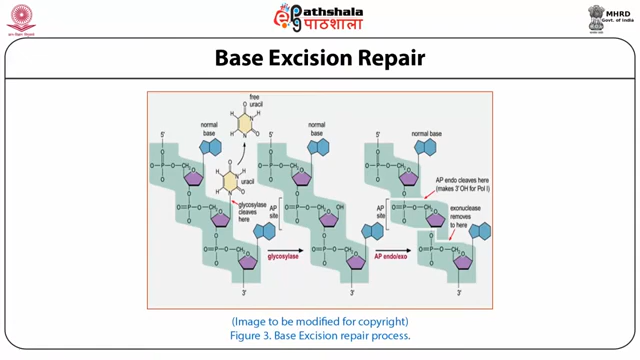 ePathshala
पाठशाला
MHRD
Govt. of India
Base Excision Repair
free
uracil
normal
base
normal
base
normal base
5'
5'
5'
uracil
glycosylase
cleaves
here
AP
site
AP
site
AP endo cleaves here
(makes 3'OH for Pol I)
exonuclease
removes
to here
glycosylase
AP endo/exo
3'
3'
3'
(Image to be modified for copyright)
Figure 3. Base Excision repair process.